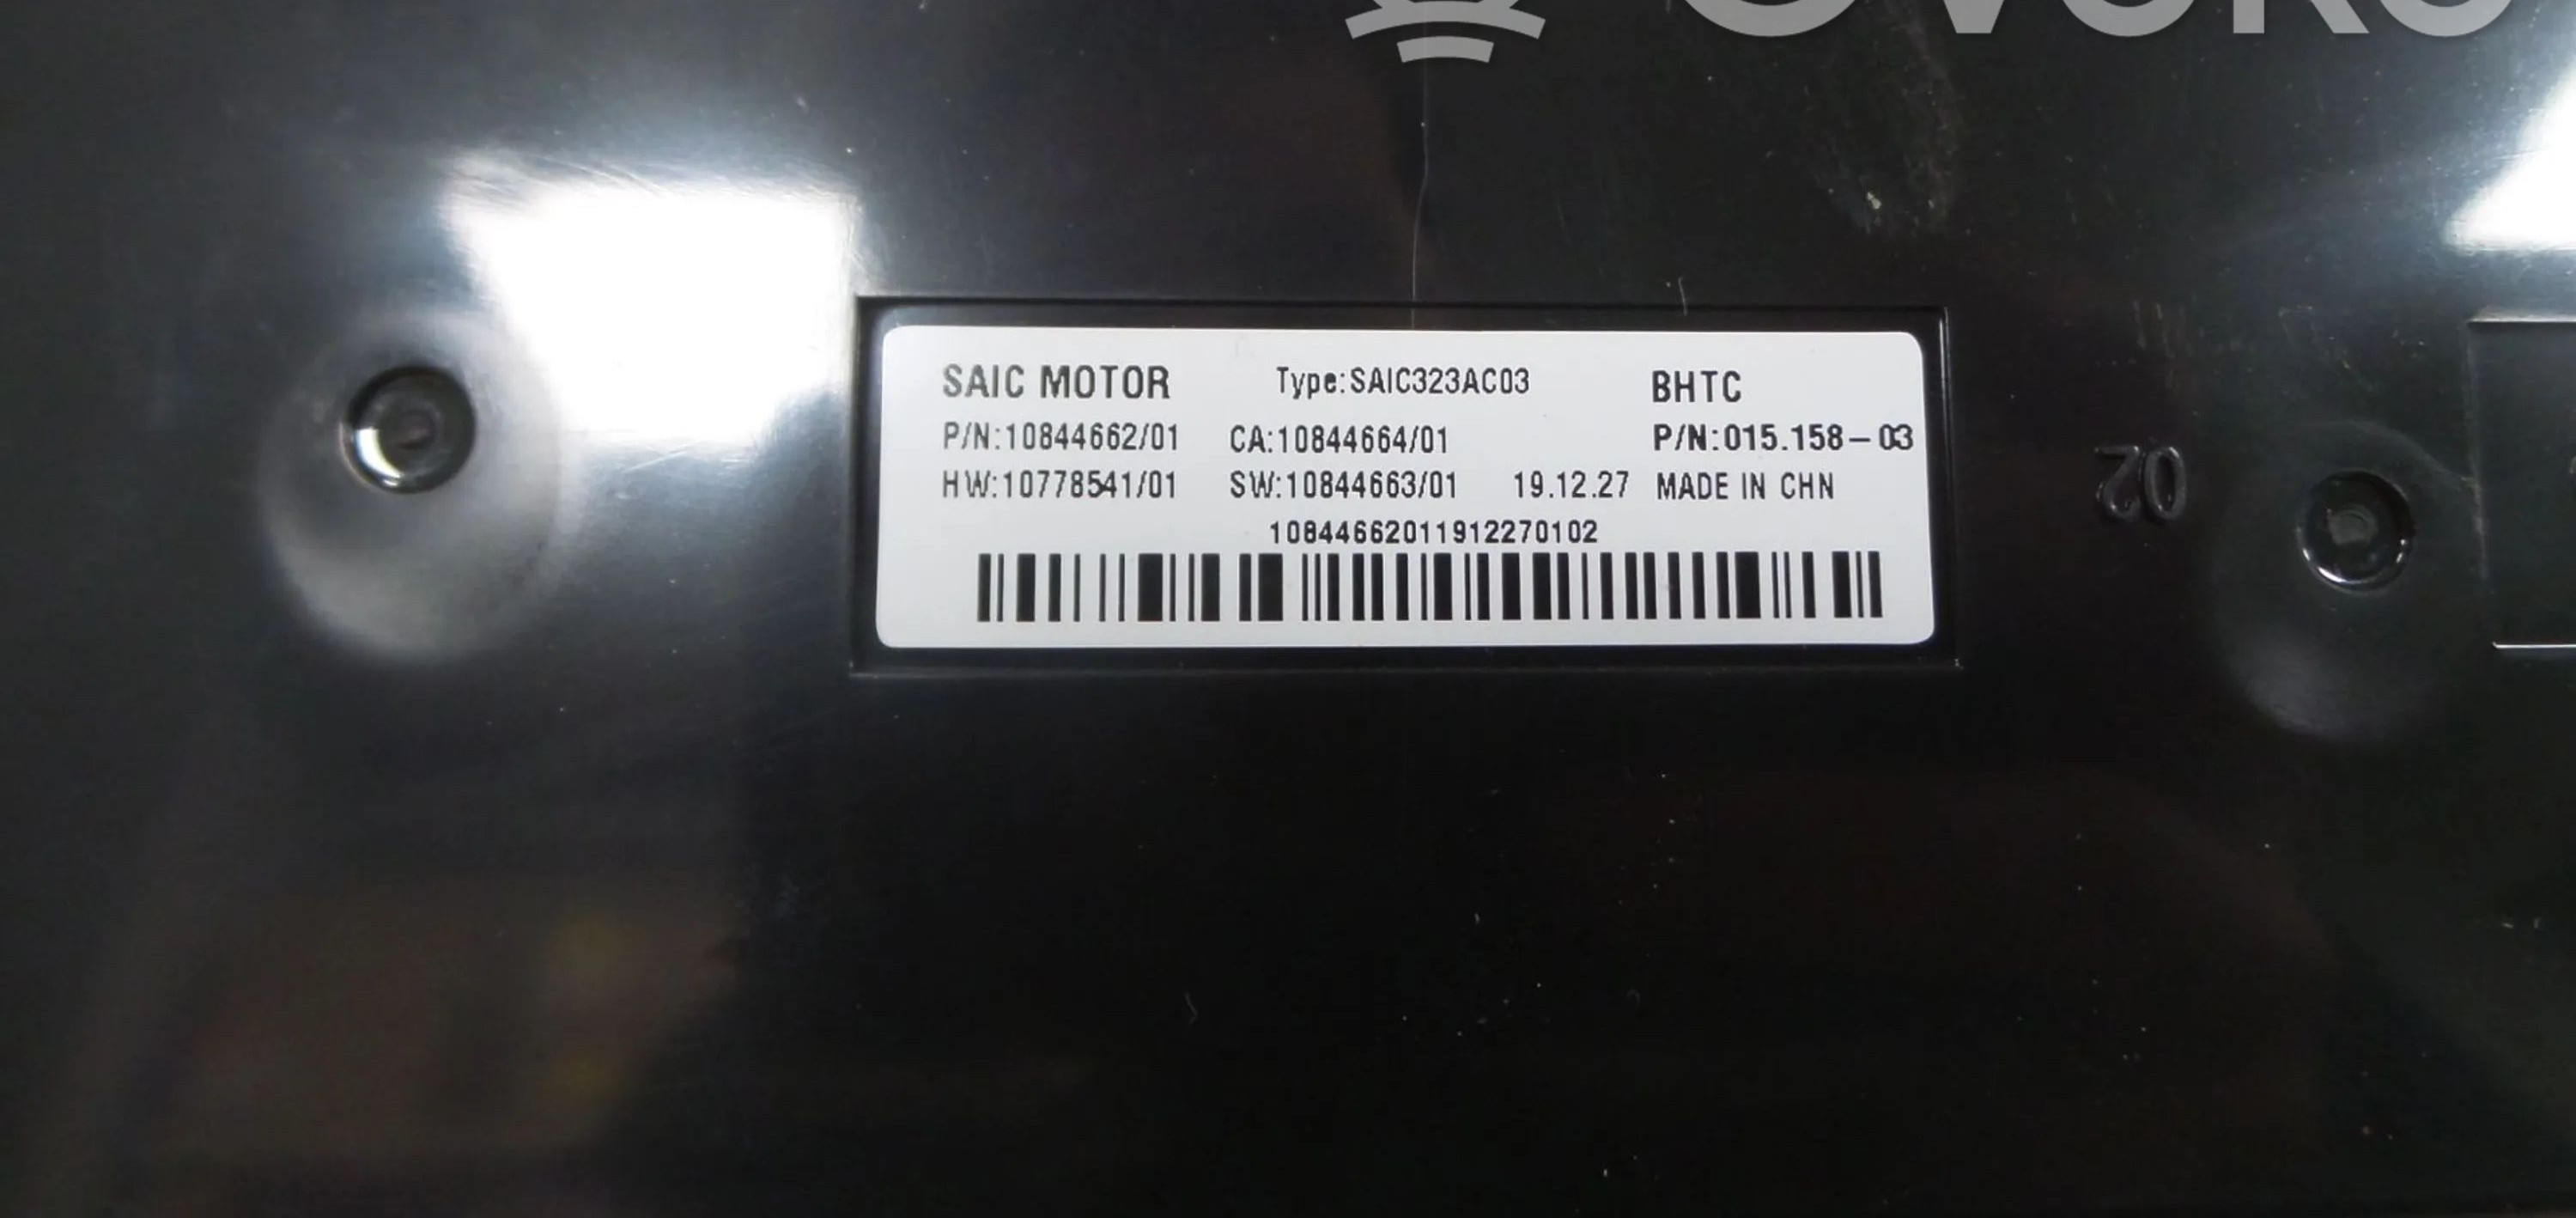 SAIC MOTOR Type:SAIC323AC03 BHTC
P/N:10844662/01 CA:10844664/01 P/N:015.158-03
HW:10778541/01 SW:10844663/01 19.12.27 MADE IN CHN
10844662011912270102
20